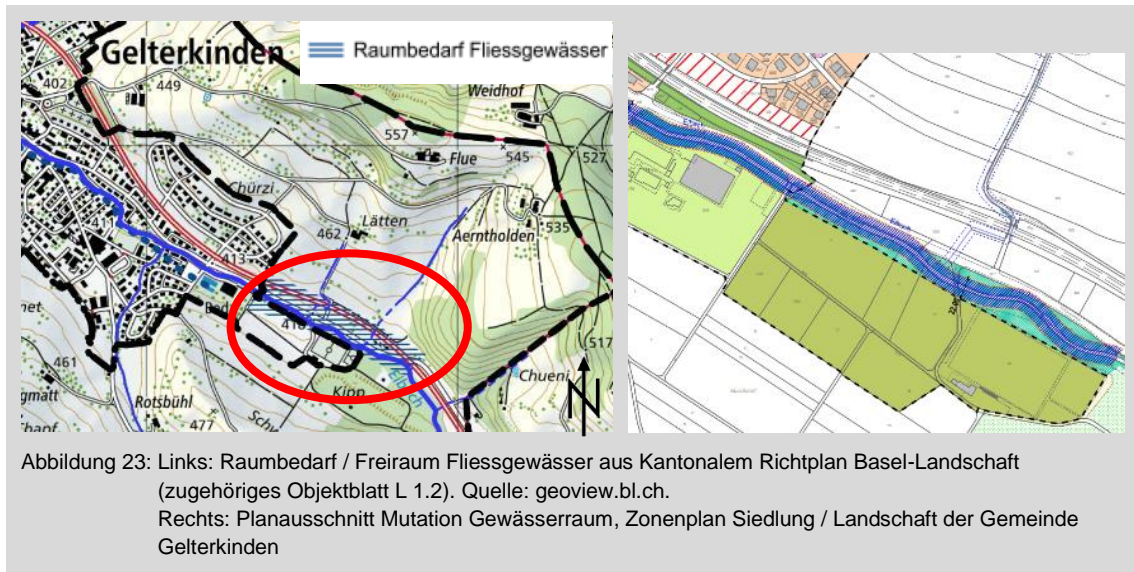 Gelterkinden
Raumbedarf Fliessgewässer
402
449
Weidhof
557
Flue
545
527
Chürzi
Lätten
462
Aerntholden
535
411
413
410
517
Chueni
Kipp
461
Rotsbühl
477
N
Abbildung 23: Links: Raumbedarf / Freiraum Fliessgewässer aus Kantonalem Richtplan Basel-Landschaft
(zugehöriges Objektblatt L 1.2). Quelle: geoview.bl.ch.
Rechts: Planausschnitt Mutation Gewässerraum, Zonenplan Siedlung / Landschaft der Gemeinde
Gelterkinden